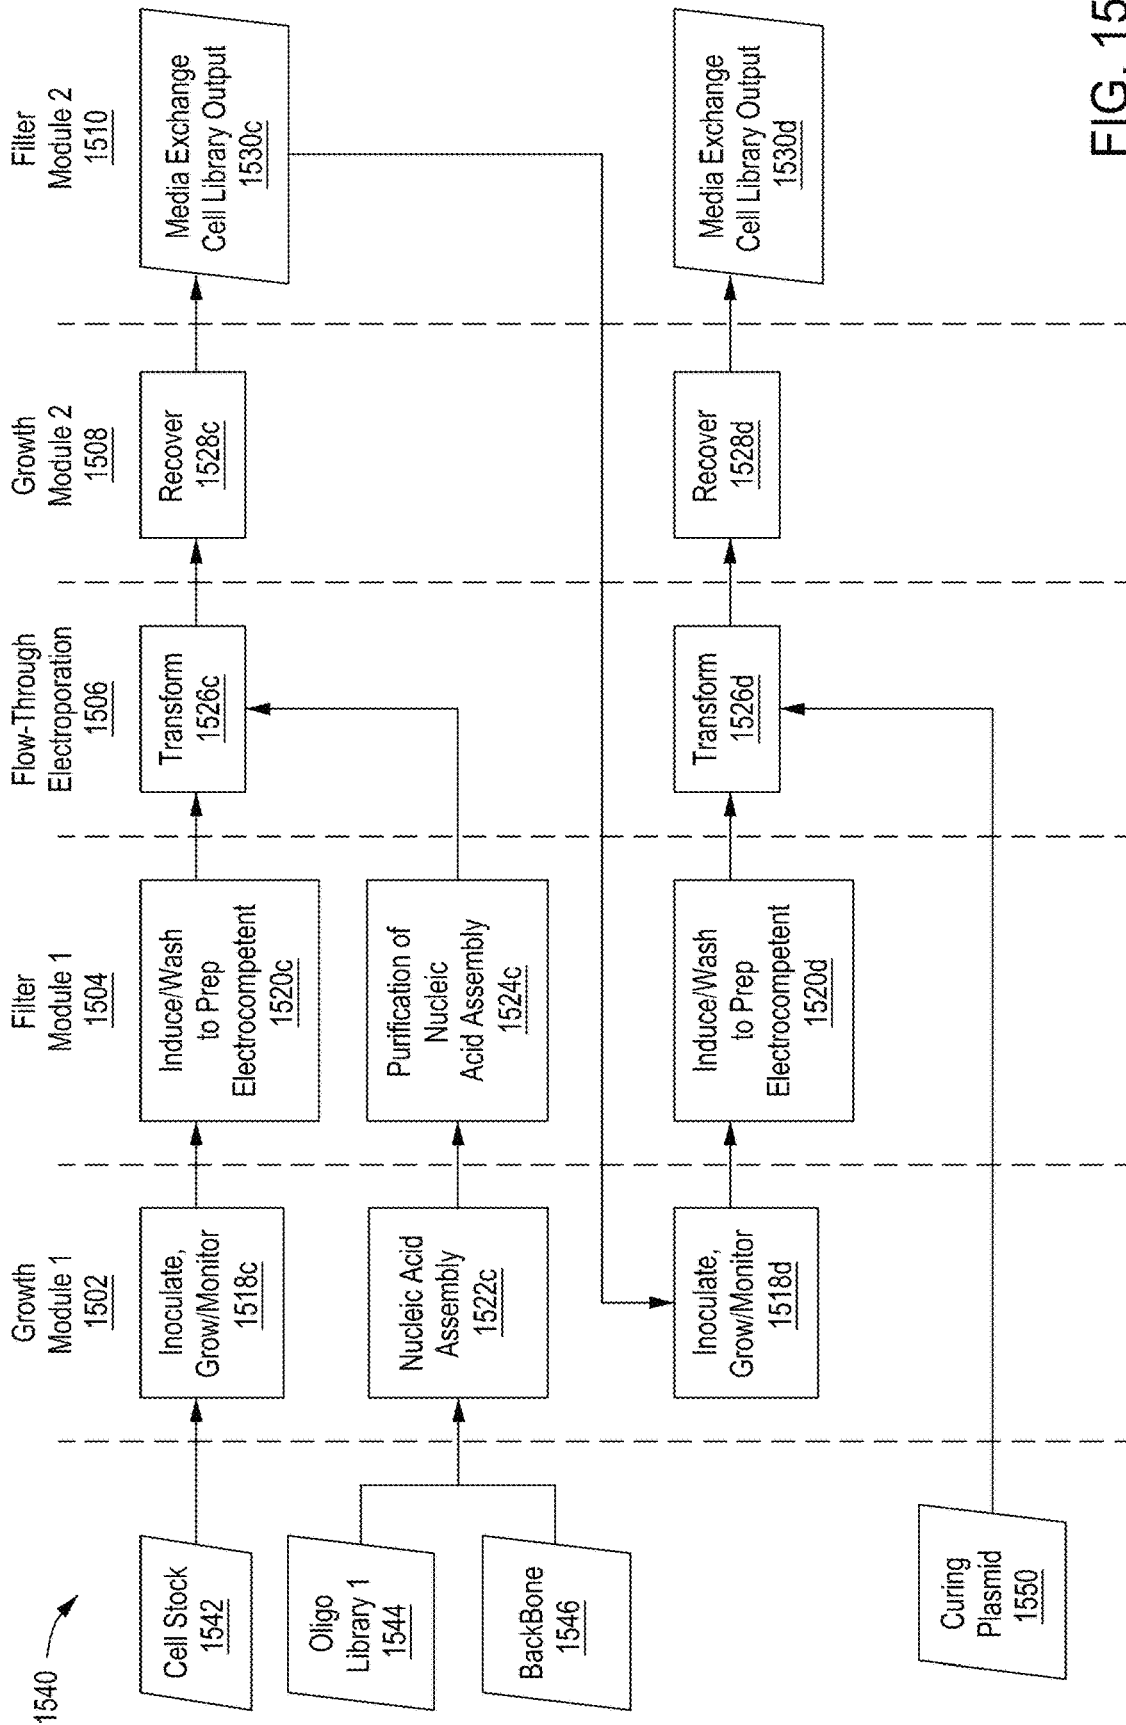 1540
Growth
Module 1
1502
Filter
Module 1
1504
Flow-Through
Electroporation
1506
Growth
Module 2
1508
Filter
Module 2
1510
Cell Stock
1542
Inoculate,
Grow/Monitor
1518c
Induce/Wash
to Prep
Electrocompetent
1520c
Transform
1526c
Recover
1528c
Media Exchange
Cell Library Output
1530c
Oligo
Library 1
1544
BackBone
1546
Nucleic Acid
Assembly
1522c
Purification of
Nucleic
Acid Assembly
1524c
Inoculate,
Grow/Monitor
1518d
Induce/Wash
to Prep
Electrocompetent
1520d
Transform
1526d
Recover
1528d
Media Exchange
Cell Library Output
1530d
Curing
Plasmid
1550
FIG. 15